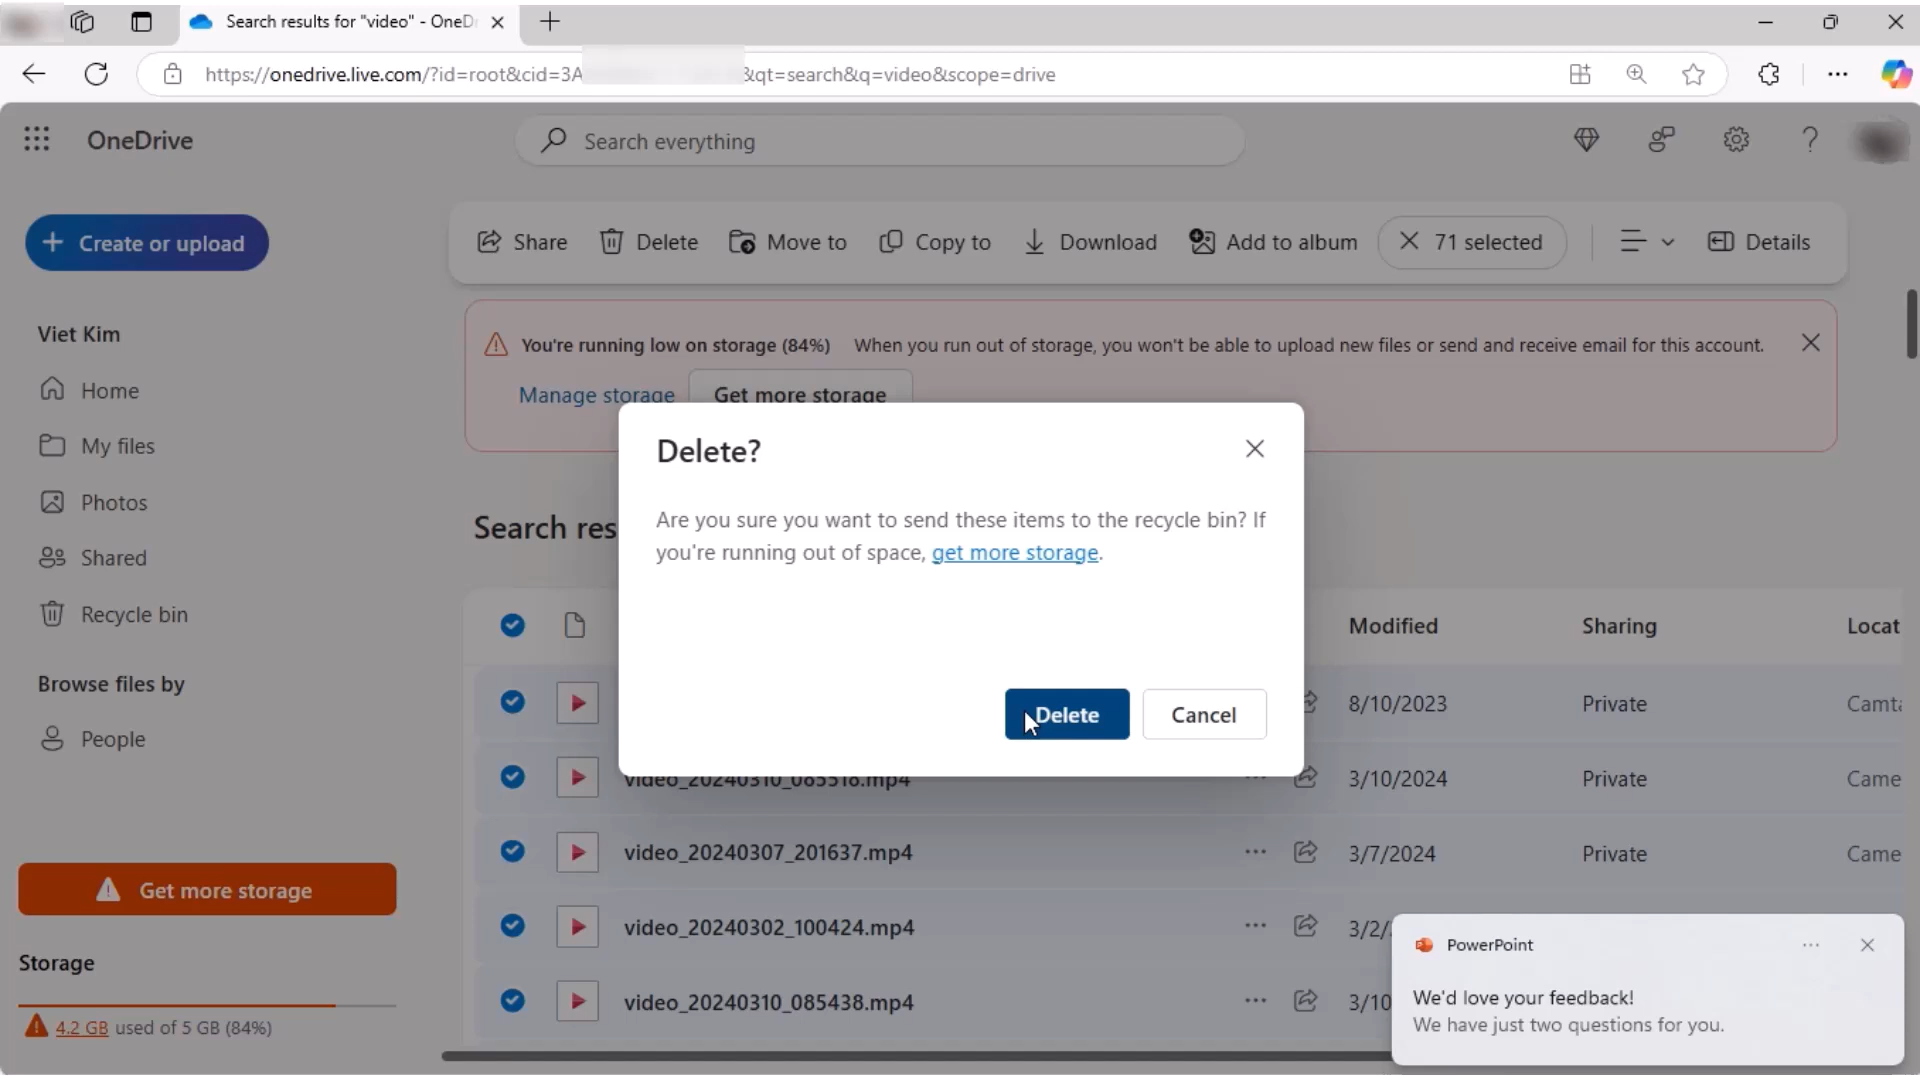 Search results for "video" - OneDr
https://onedrive.live.com/?id=root&cid=3A &qt=search&q=video&scope=drive
OneDrive
Search everything
Create or upload
Share
Delete
Move to
Copy to
Download
Add to album
71 selected
Details
You're running low on storage (84%) When you run out of storage, you won't be able to upload new files or send and receive email for this account.
Manage storage
Get more storage
Viet Kim
Home
My files
Photos
Shared
Recycle bin
Browse files by
People
Get more storage
Storage
4.2 GB used of 5 GB (84%)
Search res
Delete?
Are you sure you want to send these items to the recycle bin? If
you're running out of space, get more storage.
Delete
Cancel
Modified
Sharing
Locat
8/10/2023
Private
Camta
video_20240310_085518.mp4
3/10/2024
Private
Came
video_20240307_201637.mp4
3/7/2024
Private
Came
video_20240302_100424.mp4
3/2/
video_20240310_085438.mp4
3/10
PowerPoint
We'd love your feedback!
We have just two questions for you.